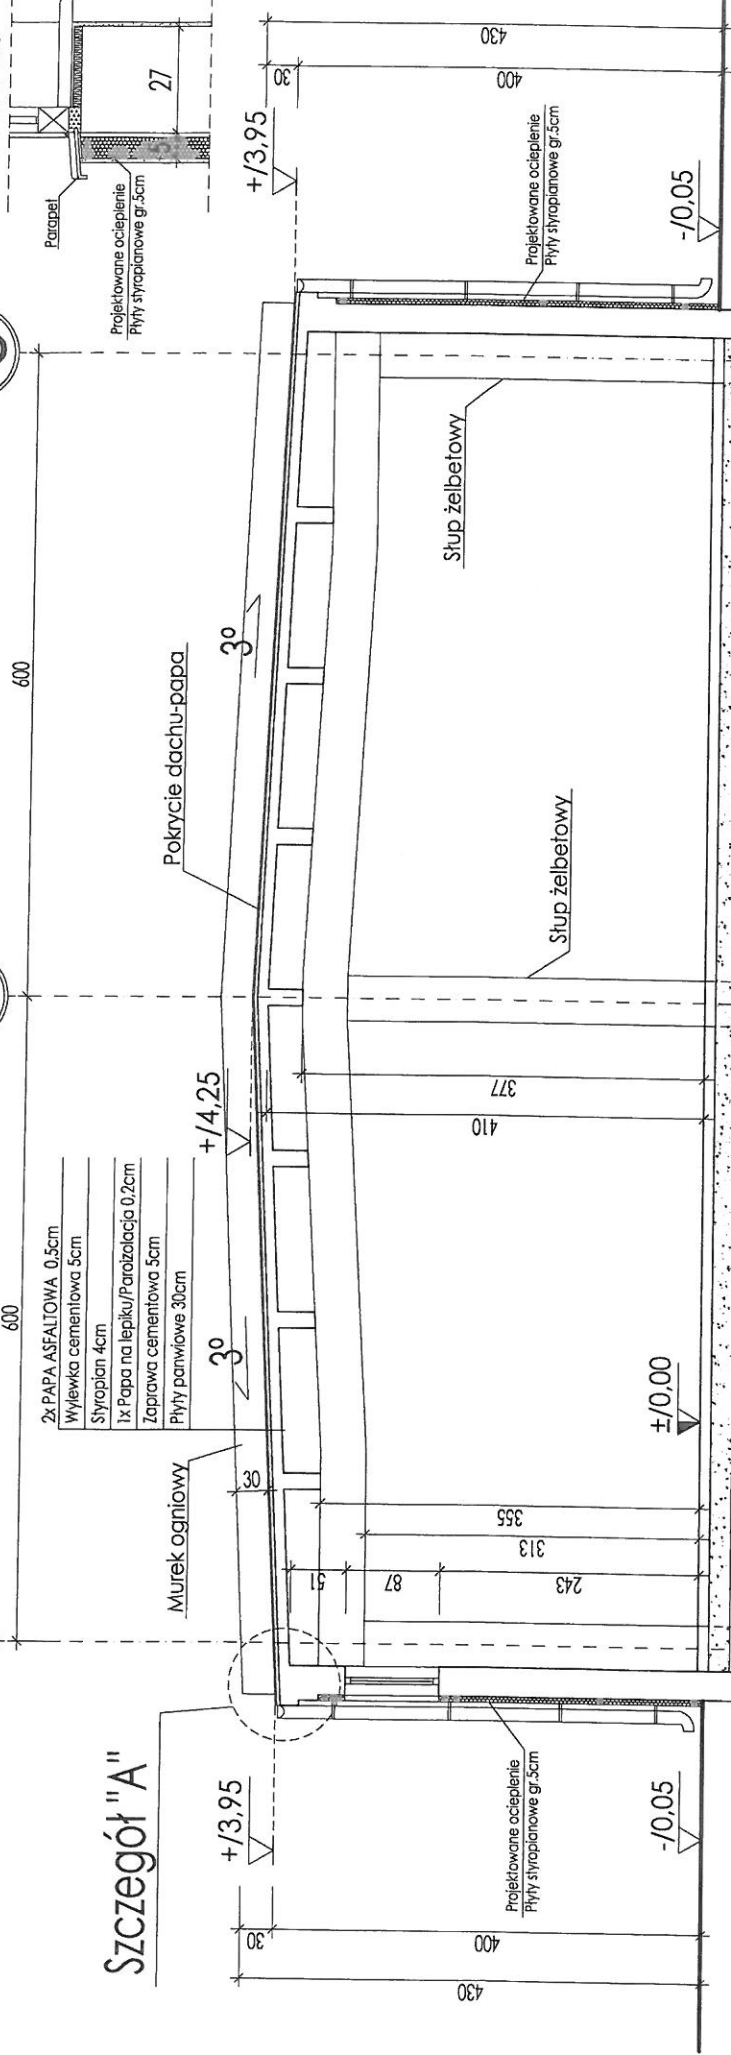 Szczegół "A"
+/3,95
30
400
430
Projektowane ocieplenie
Płyty styropianowe gr.5cm
-/0,05
600
2x PAPA ASFALTOWA 0,5cm
Wylewka cementowa 5cm
Styropian 4cm
1x Papa na lepiku/Paroizolacja 0,2cm
Zaprawa cementowa 5cm
Płyty panwiowe 30cm
Murek ogniowy
30
3°
51
87
243
313
355
±/0,00
+/4,25
410
377
600
Pokrycie dachu-papa
3°
Słup żelbetowy
Słup żelbetowy
Parapet
27
5
Projektowane ocieplenie
Płyty styropianowe gr.5cm
+/3,95
30
400
430
Projektowane ocieplenie
Płyty styropianowe gr.5cm
-/0,05